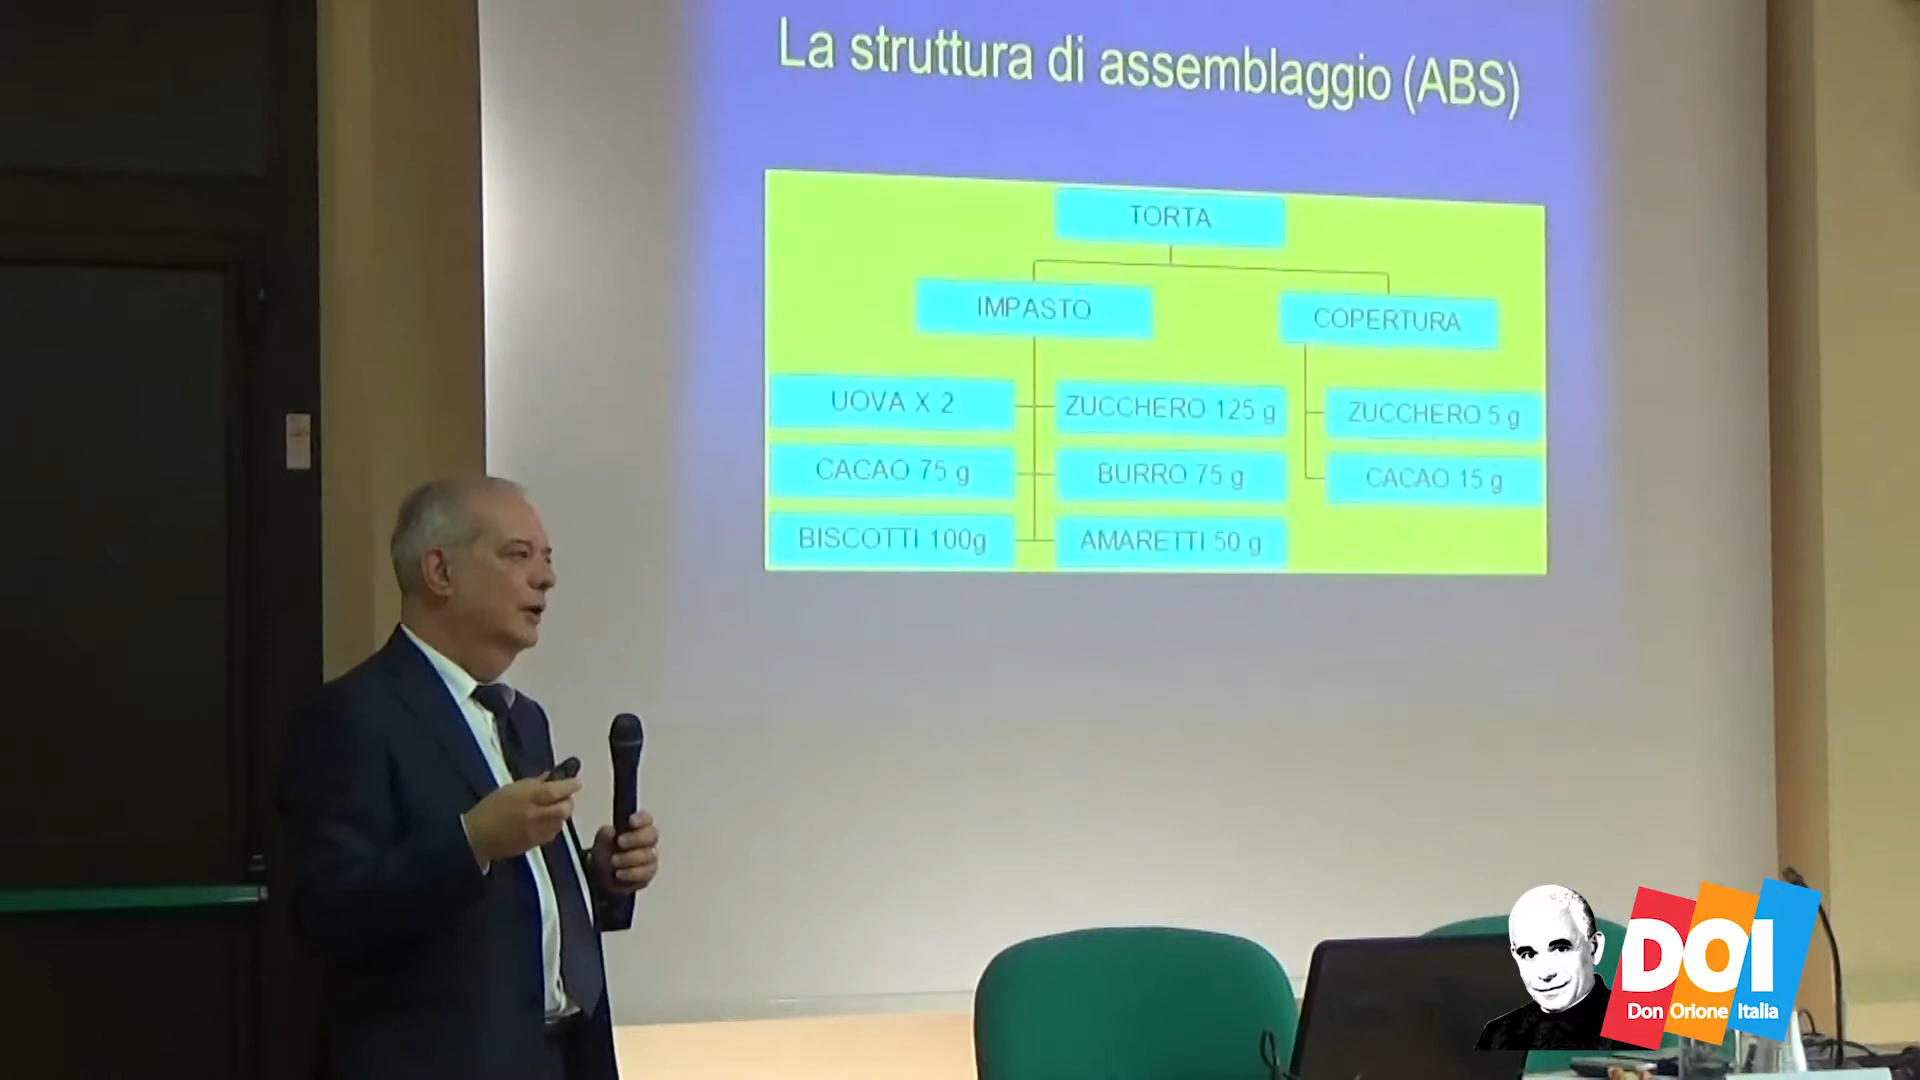 La struttura di assemblaggio (ABS)
TORTA
IMPASTO
COPERTURA
UOVA X 2
ZUCCHERO 125 g
ZUCCHERO 5 g
CACAO 75 g
BURRO 75 g
CACAO 15 g
BISCOTTI 100g
AMARETTI 50 g
DOI
Don Orione Italia